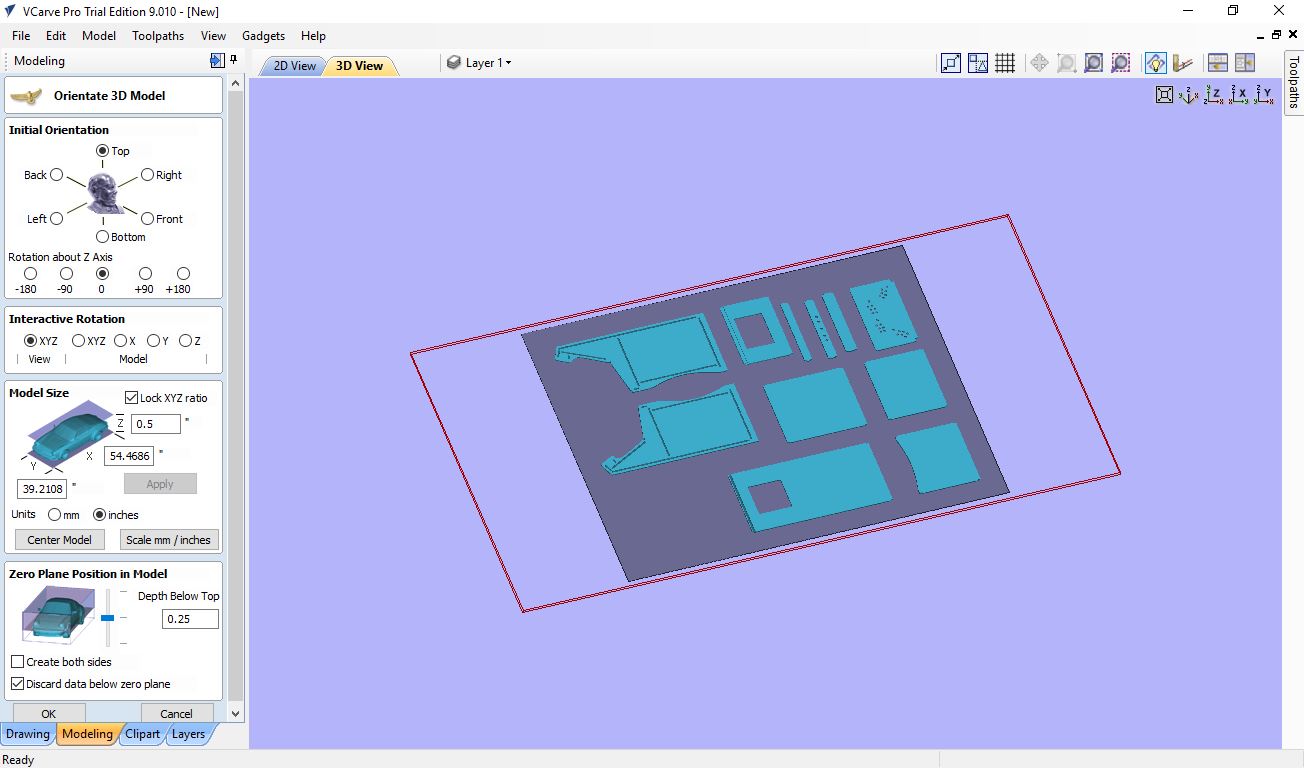 VCarve Pro Trial Edition 9.010 - [New]
File Edit Model Toolpaths View Gadgets Help
Modeling
2D View 3D View Layer 1
Toolpaths
Orientate 3D Model
Initial Orientation
Top
Back Right
Left Front
Bottom
Rotation about Z Axis
-180 -90 0 +90 +180
Interactive Rotation
XYZ XYZ X Y Z
View Model
Model Size
Lock XYZ ratio
Z 0.5 "
X 54.4686 "
Y
39.2108 "
Apply
Units mm inches
Center Model Scale mm / inches
Zero Plane Position in Model
Depth Below Top
0.25
Create both sides
Discard data below zero plane
OK Cancel
Drawing Modeling Clipart Layers
Ready